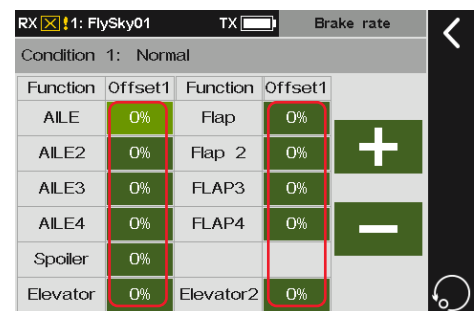 RX !1: FlySky01 TX Brake rate
Condition 1: Normal
Function Offset1 Function Offset1
AILE 0% Flap 0%
AILE2 0% Flap 2 0%
AILE3 0% FLAP3 0%
AILE4 0% FLAP4 0%
Spoiler 0%
Elevator 0% Elevator2 0%